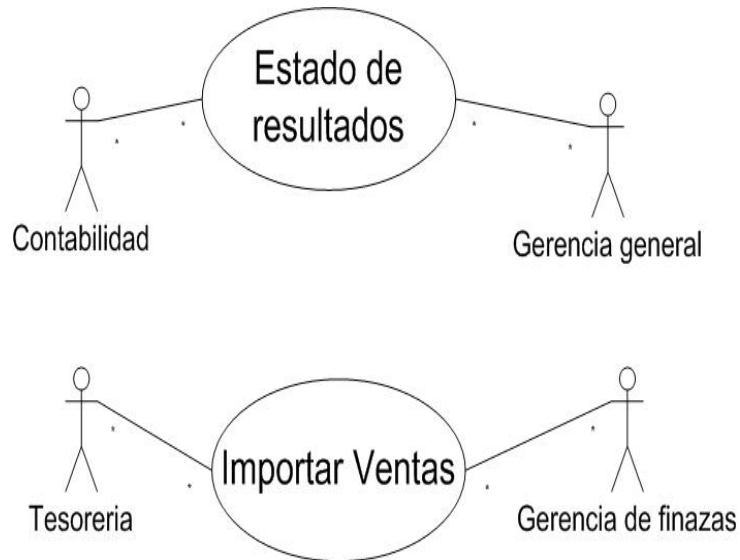 Estado de
resultados
*
*
*
*
Contabilidad
Gerencia general
*
*
*
*
Importar Ventas
Tesoreria
Gerencia de finazas